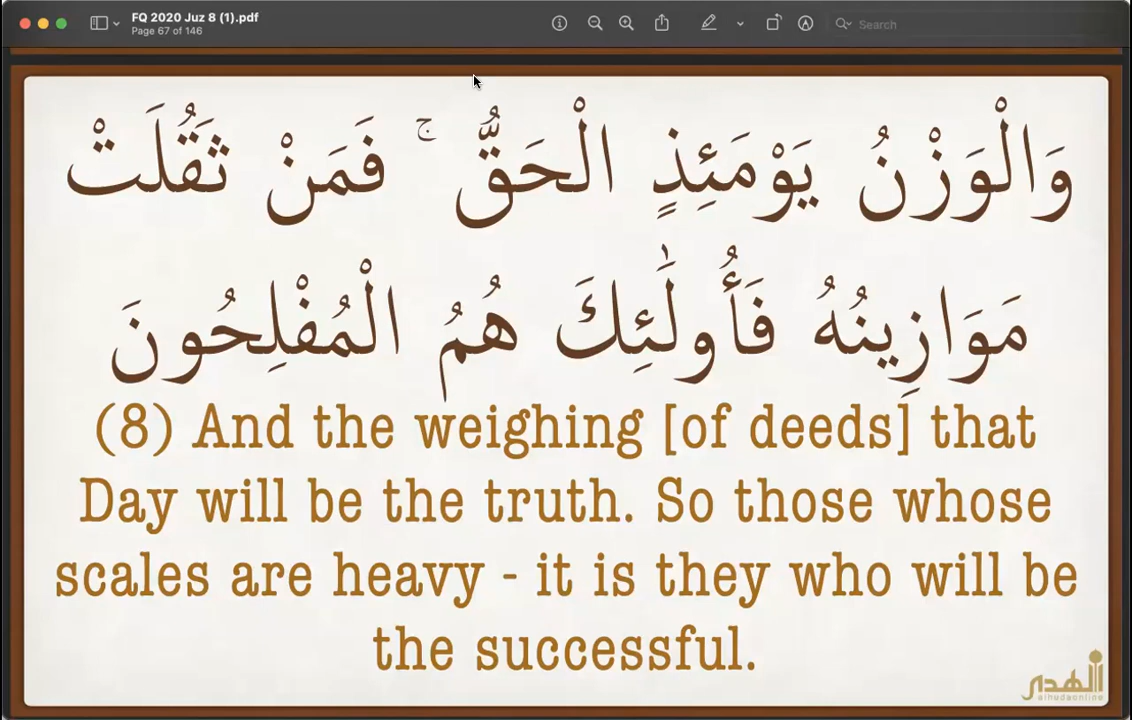 FQ 2020 Juz 8 (1).pdf
Page 67 of 146
Search
وَالْوَزْنُ يَوْمَئِذٍ الْحَقُّ ۚ فَمَنْ ثَقُلَتْ
مَوَازِينُهُ فَأُولَٰئِكَ هُمُ الْمُفْلِحُونَ
(8) And the weighing [of deeds] that
Day will be the truth. So those whose
scales are heavy - it is they who will be
the successful.
الهدى
alhudaonline